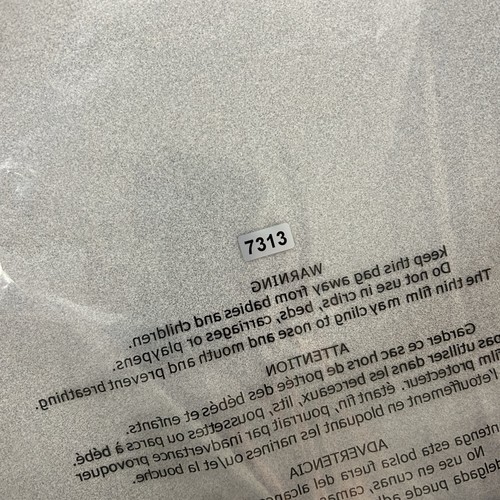 7313
WARNING
Keep this bag away from babies and children.
Do not use in cribs, beds, carriages or playpens.
The thin film may cling to nose and mouth and prevent breathing.
ATTENTION
Garder ce sac hors de portée des bébés et enfants.
pas utiliser dans les berceaux, lits, poussettes ou parcs à bébé.
film protecteur, étant fin, pourrait par inadvertance provoquer
l'étouffement en bloquant les narines ou/et la bouche.
ADVERTENCIA
esta bolsa fuera del alcance
No use en cunas, camas
delgada puede